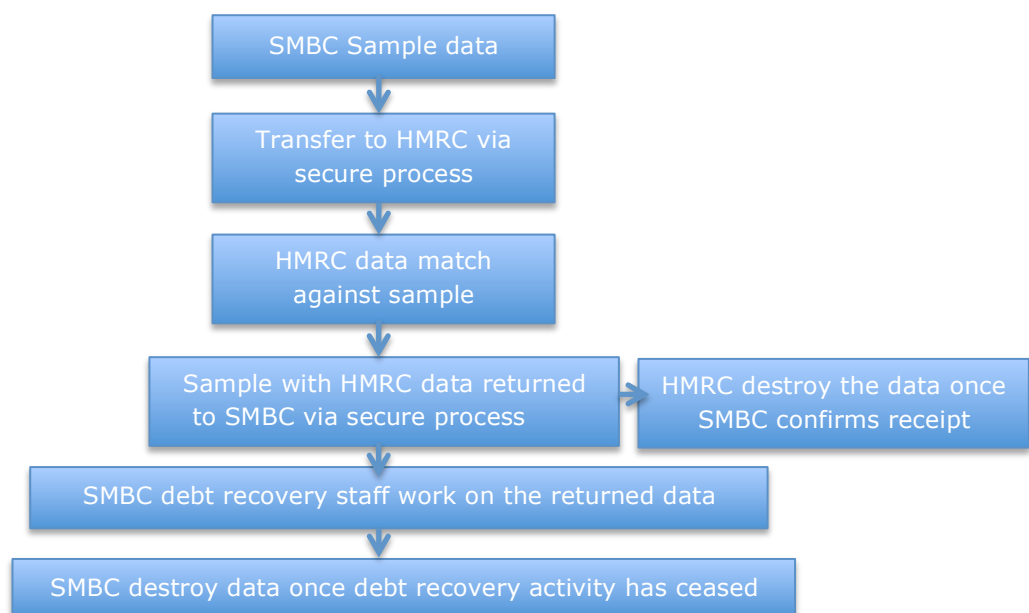 SMBC Sample data
Transfer to HMRC via
secure process
HMRC data match
against sample
Sample with HMRC data returned
to SMBC via secure process
HMRC destroy the data once
SMBC confirms receipt
SMBC debt recovery staff work on the returned data
SMBC destroy data once debt recovery activity has ceased